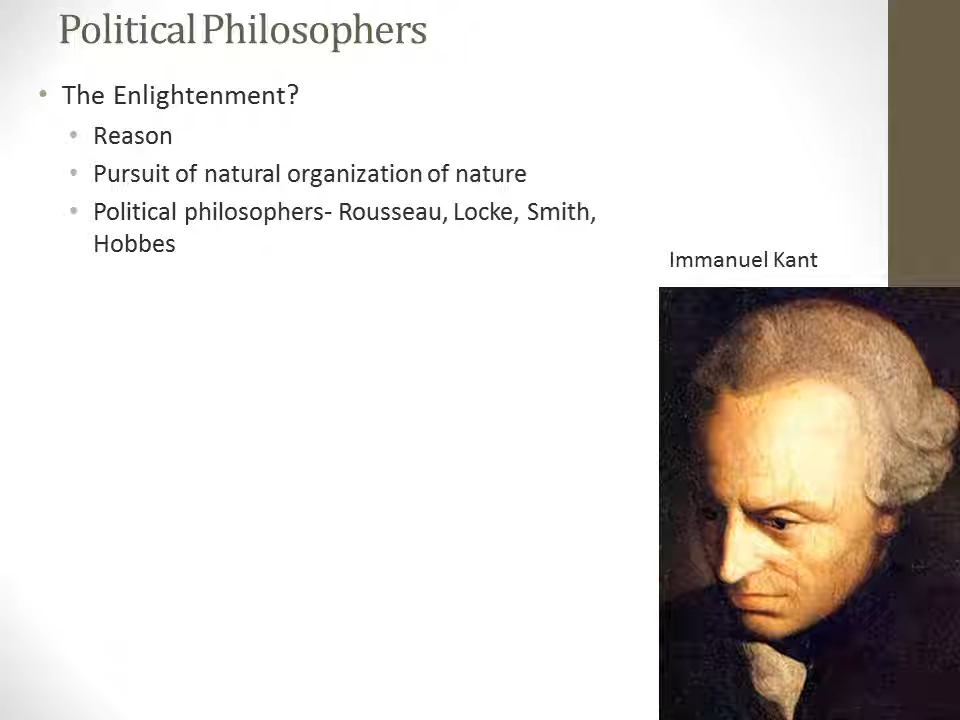 Political Philosophers
• The Enlightenment?
• Reason
• Pursuit of natural organization of nature
• Political philosophers- Rousseau, Locke, Smith,
Hobbes
Immanuel Kant